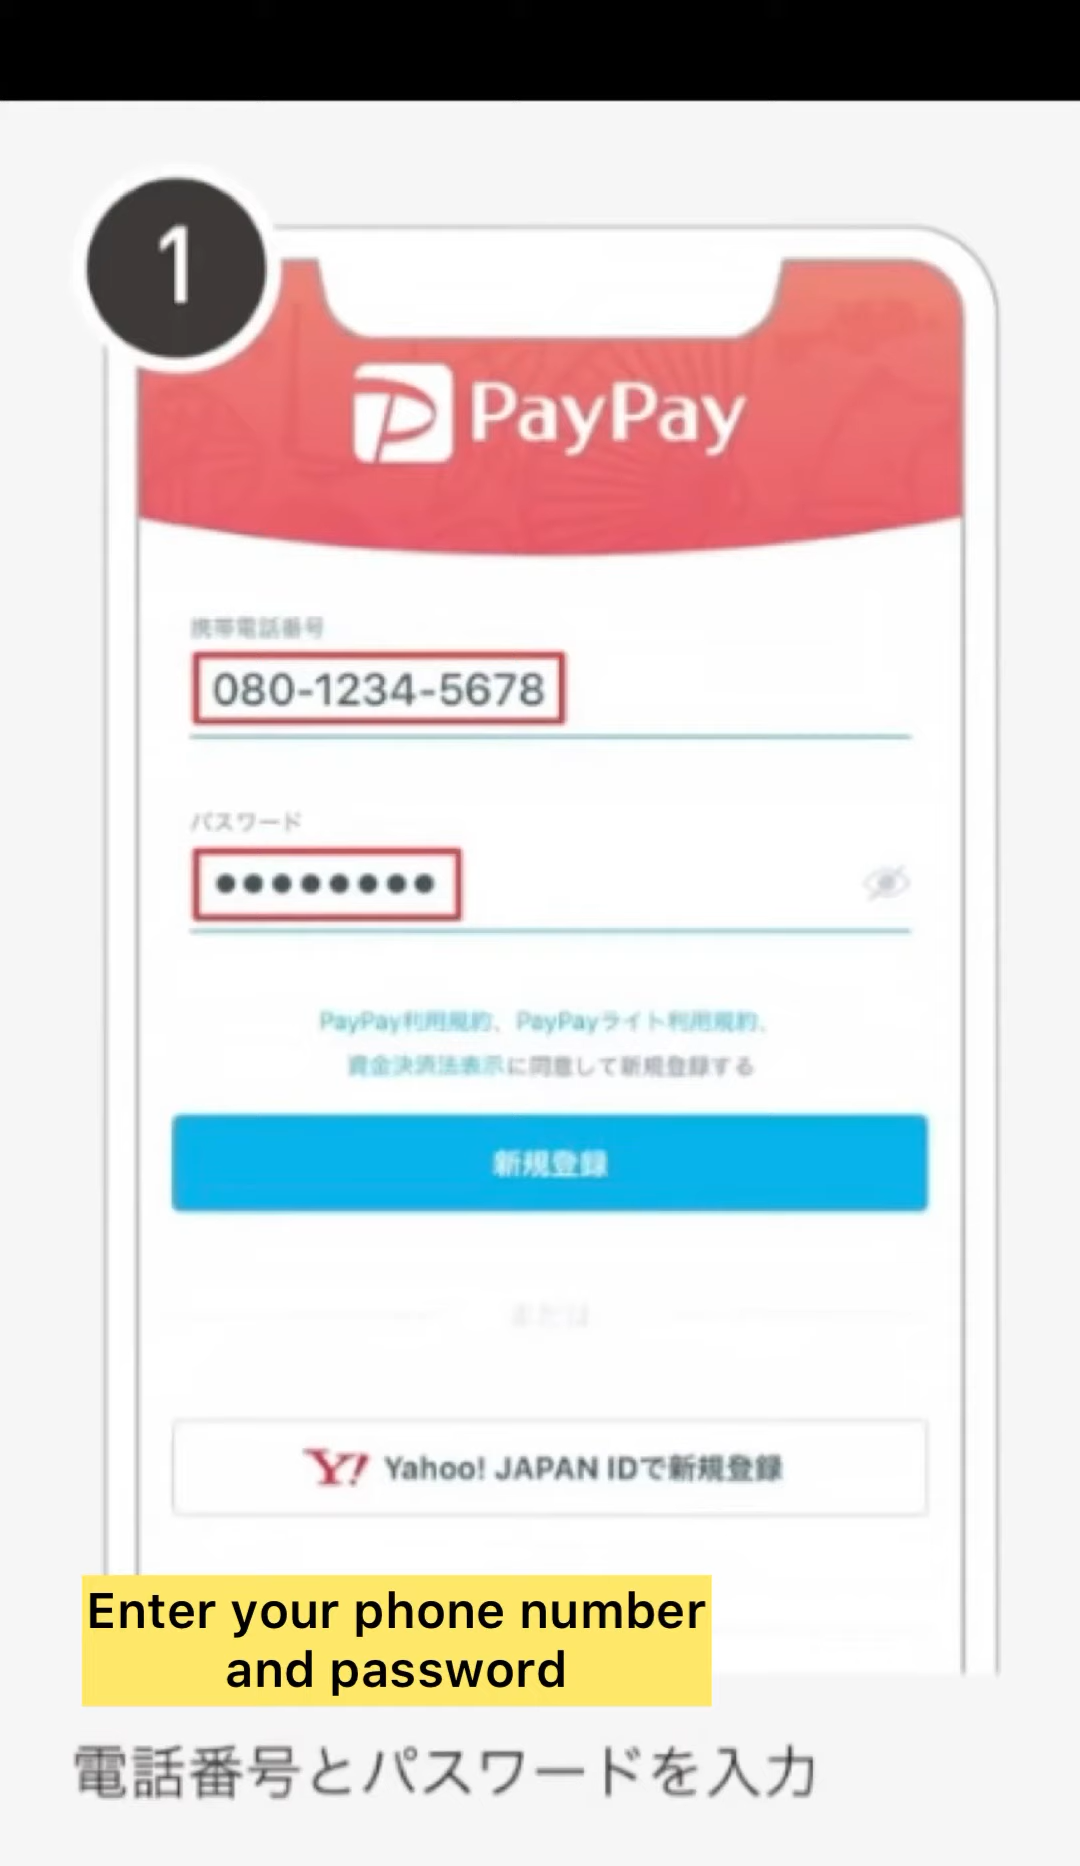 1
PayPay
携帯電話番号
080-1234-5678
パスワード
●●●●●●●●
PayPay利用規約、PayPayライト利用規約、
資金決済法表示に同意して新規登録する
新規登録
または
Yahoo! JAPAN IDで新規登録
Enter your phone number
and password
電話番号とパスワードを入力